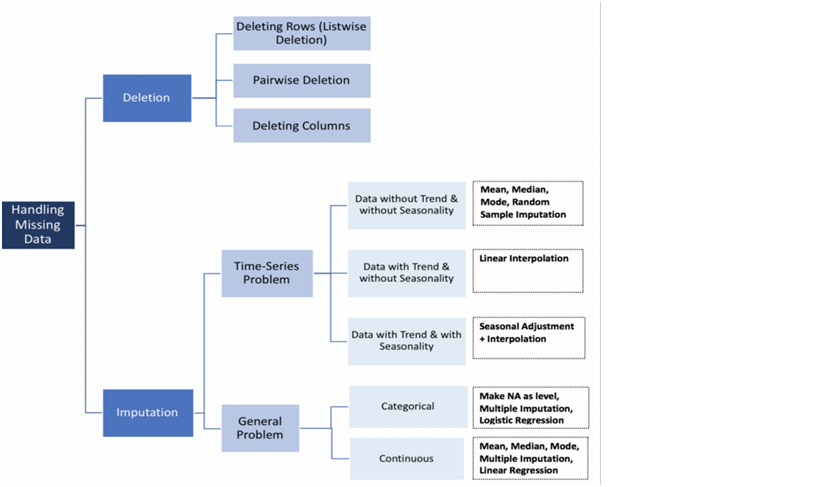 Deleting Rows (Listwise
Deletion)
Deletion
Pairwise Deletion
Deleting Columns
Handling
Missing
Data
Data without Trend &
without Seasonality
Mean, Median,
Mode, Random
Sample Imputation
Time-Series
Problem
Data with Trend &
without Seasonality
Linear Interpolation
Data with Trend & with
Seasonality
Seasonal Adjustment
+ Interpolation
Imputation
General
Problem
Categorical
Make NA as level,
Multiple Imputation,
Logistic Regression
Continuous
Mean, Median, Mode,
Multiple Imputation,
Linear Regression